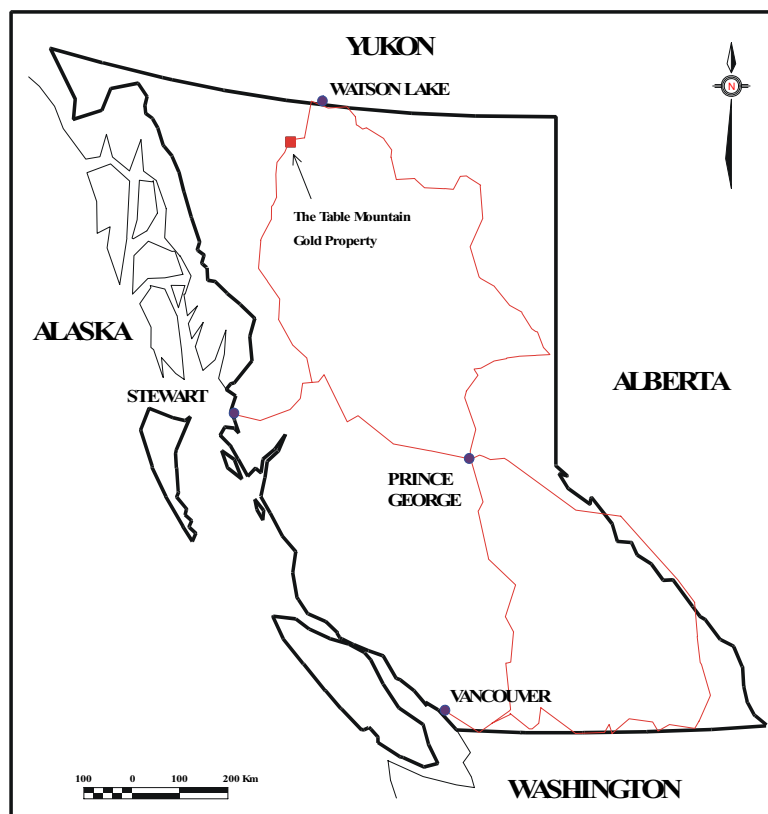 YUKON
WATSON LAKE
N
The Table Mountain
Gold Property
ALASKA
ALBERTA
STEWART
PRINCE
GEORGE
VANCOUVER
100 0 100 200 Km
WASHINGTON